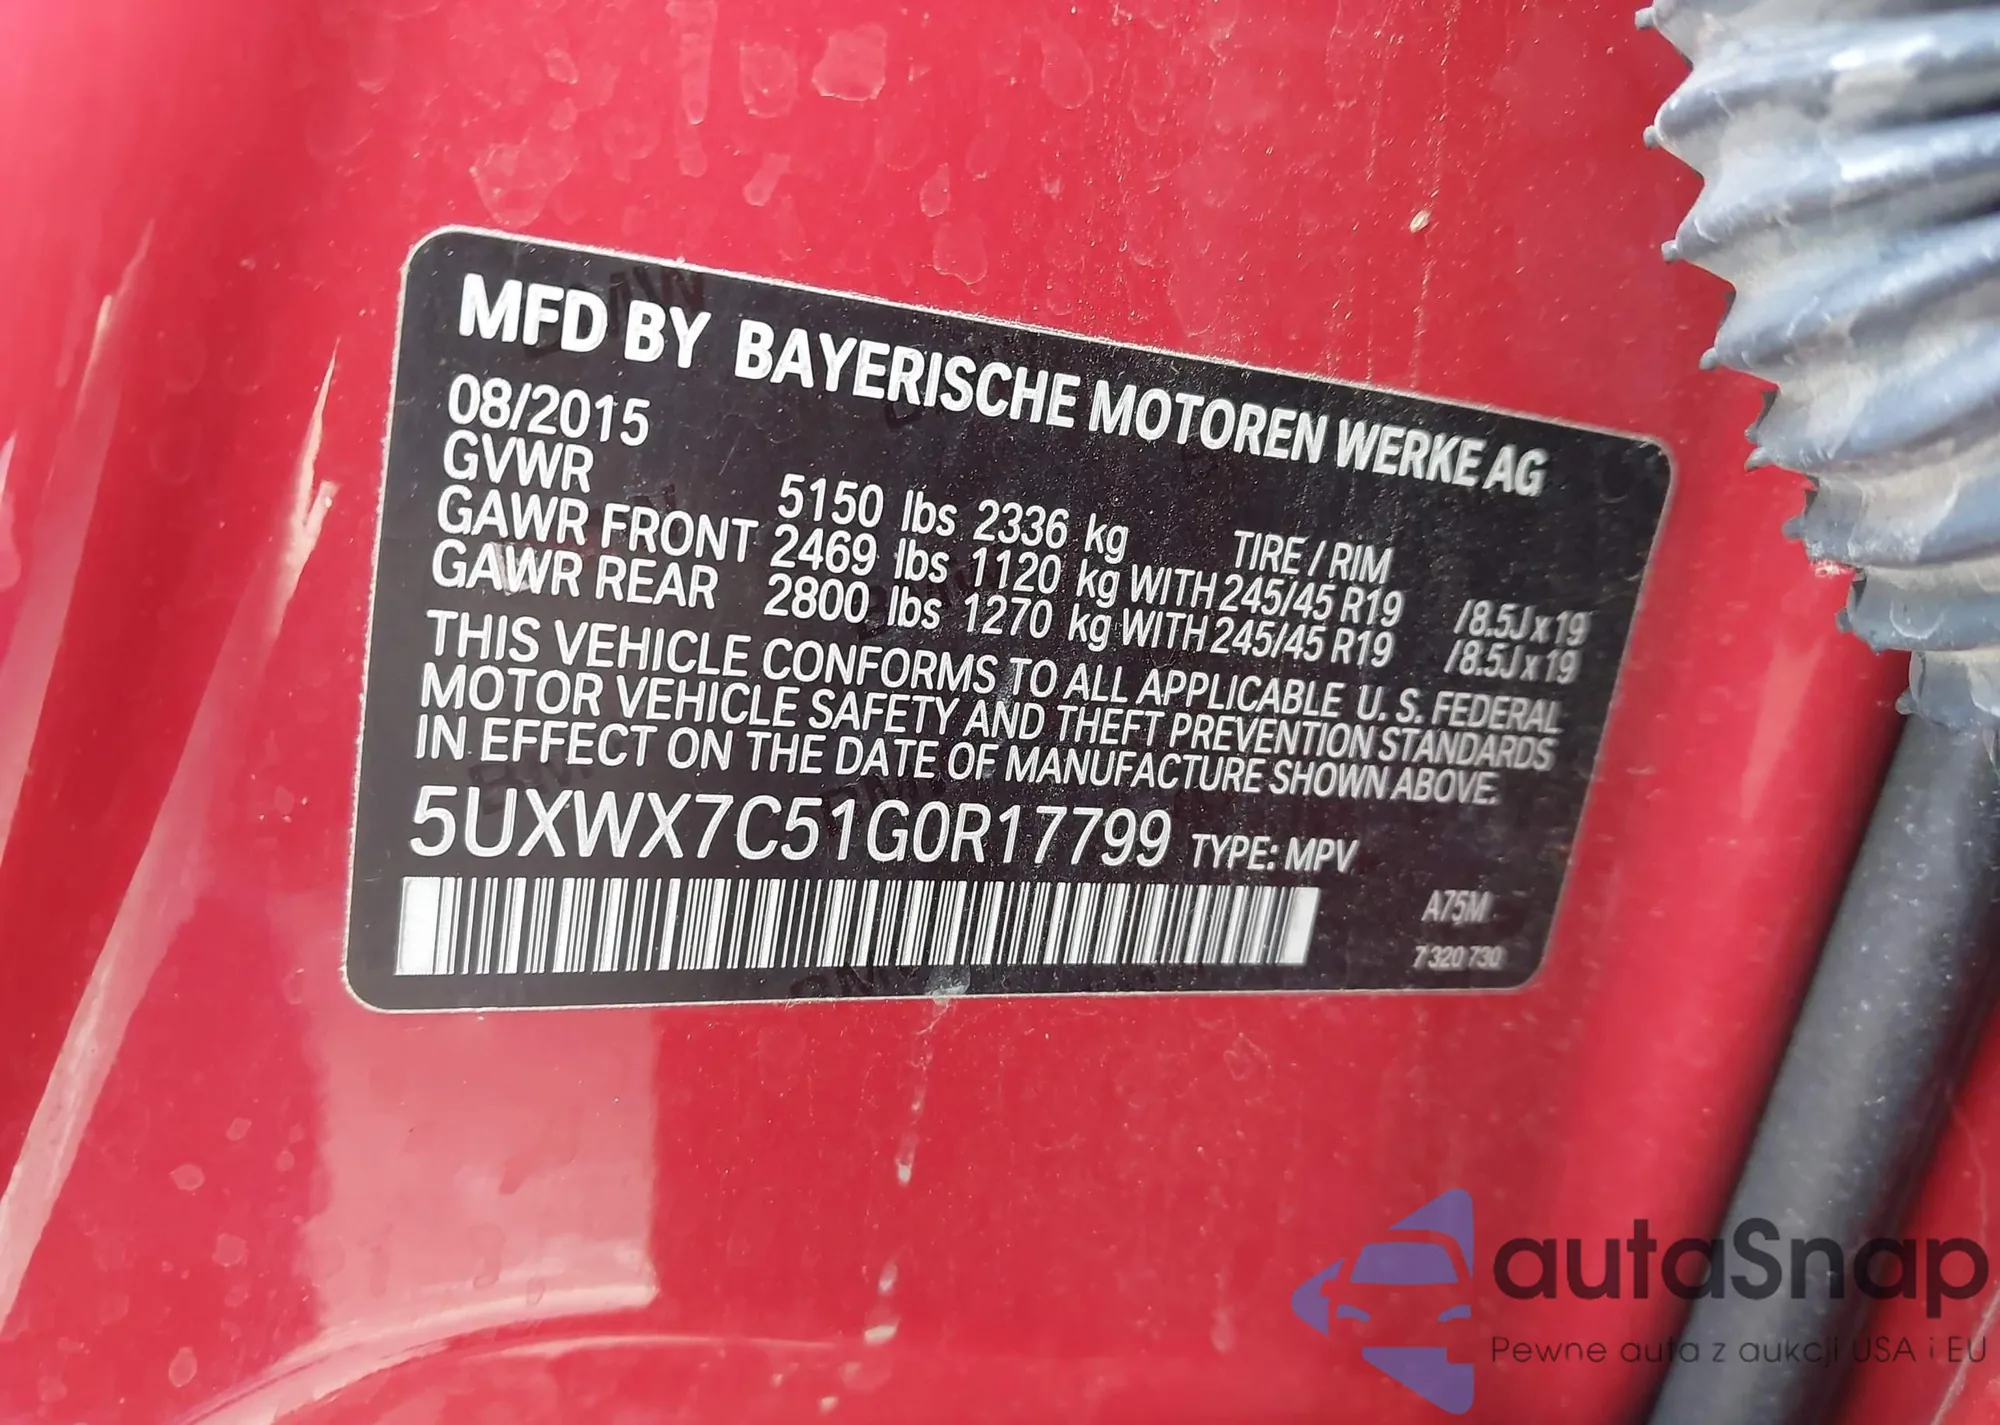 MFD BY BAYERISCHE MOTOREN WERKE AG
08/2015
GVWR 5150 lbs 2336 kg TIRE / RIM
GAWR FRONT 2469 lbs 1120 kg WITH 245/45 R19 /8.5J x 19
GAWR REAR 2800 lbs 1270 kg WITH 245/45 R19 /8.5J x 19
THIS VEHICLE CONFORMS TO ALL APPLICABLE U. S. FEDERAL
MOTOR VEHICLE SAFETY AND THEFT PREVENTION STANDARDS
IN EFFECT ON THE DATE OF MANUFACTURE SHOWN ABOVE.
5UXWX7C51G0R17799 TYPE: MPV
A75M
7 320 730
autaSnap
Pewne auta z aukcji USA i EU